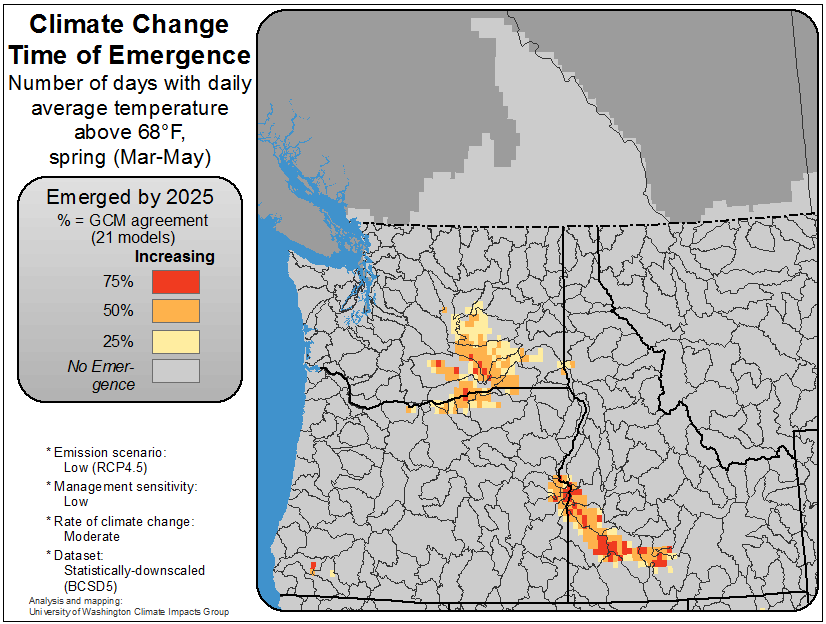 Climate Change
Time of Emergence
Number of days with daily
average temperature
above 68°F,
spring (Mar-May)
Emerged by 2025
% = GCM agreement
(21 models)
Increasing
75%
50%
25%
No Emer-
gence
* Emission scenario:
Low (RCP4.5)
* Management sensitivity:
Low
* Rate of climate change:
Moderate
* Dataset:
Statistically-downscaled
(BCSD5)
Analysis and mapping:
University of Washington Climate Impacts Group